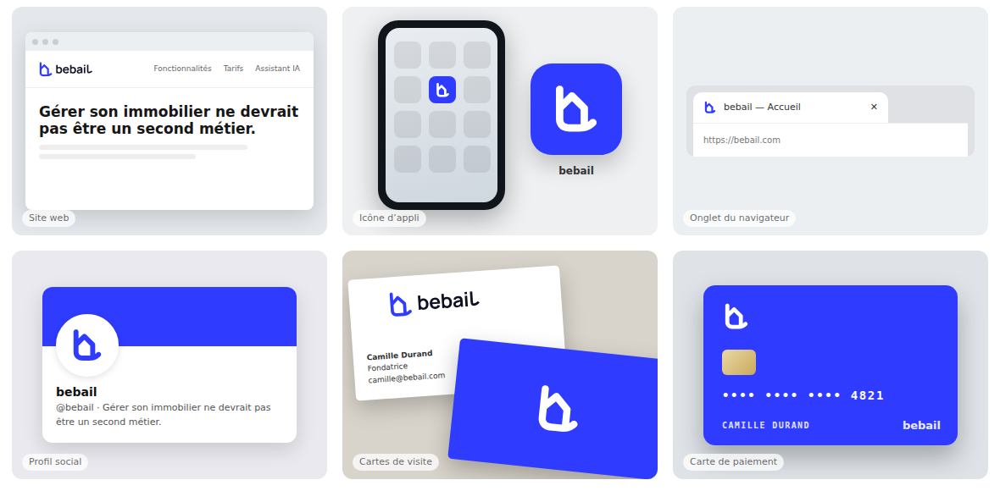 bebail
Fonctionnalités Tarifs Assistant IA
Gérer son immobilier ne devrait
pas être un second métier.
Site web
bebail
Icône d’appli
bebail — Accueil ✕
https://bebail.com
Onglet du navigateur
bebail
@bebail · Gérer son immobilier ne devrait pas
être un second métier.
Profil social
bebail
Camille Durand
Fondatrice
camille@bebail.com
Cartes de visite
•••• •••• •••• 4821
CAMILLE DURAND
bebail
Carte de paiement